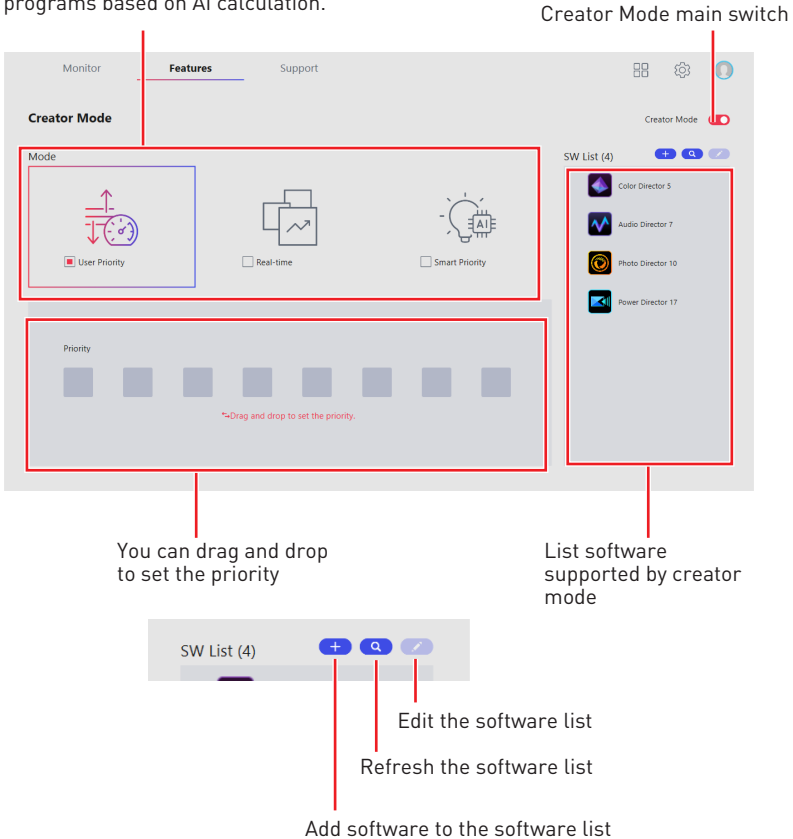 programs based on AI calculation.
Creator Mode main switch
Monitor
Features
Support
Creator Mode
Creator Mode
Mode
SW List (4)
User Priority
Real-time
AI
Smart Priority
Color Director 5
Audio Director 7
Photo Director 10
Power Director 17
Priority
Drag and drop to set the priority.
You can drag and drop
to set the priority
List software
supported by creator
mode
SW List (4)
Edit the software list
Refresh the software list
Add software to the software list